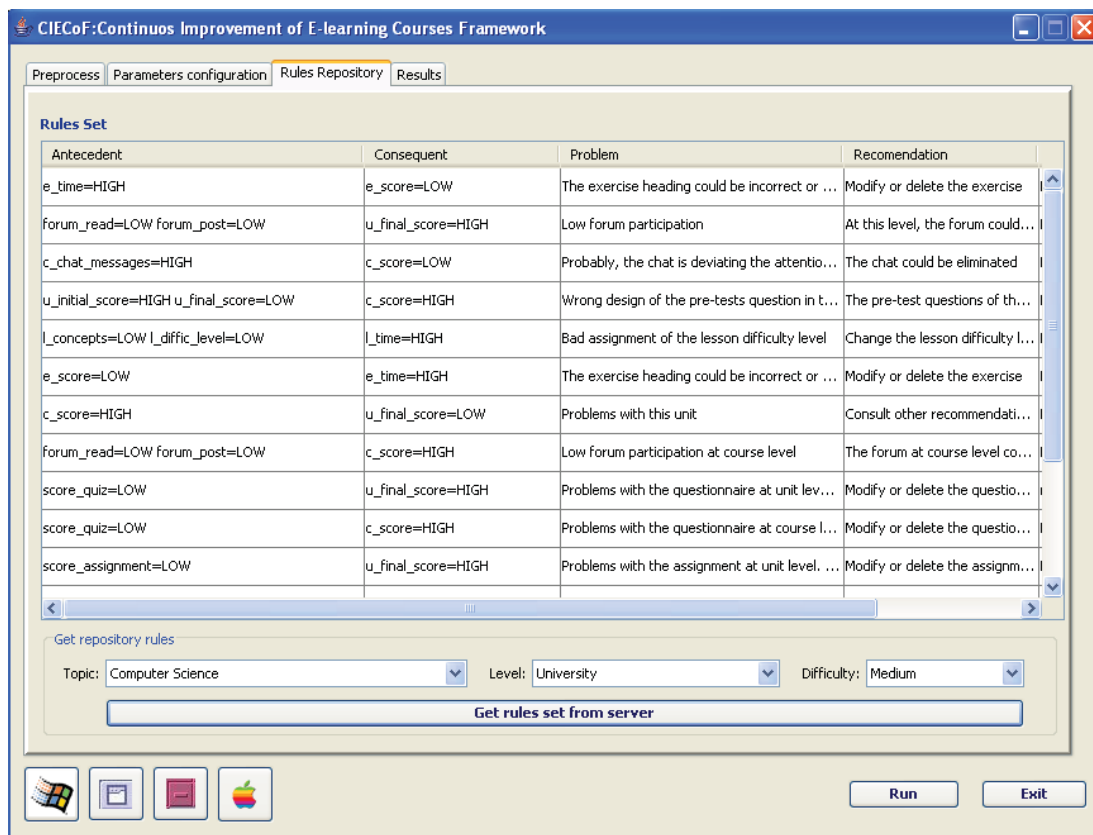 CIECoF:Continuos Improvement of E-learning Courses Framework
Preprocess Parameters configuration Rules Repository Results
Rules Set
Antecedent Consequent Problem Recomendation
e_time=HIGH e_score=LOW The exercise heading could be incorrect or ... Modify or delete the exercise
forum_read=LOW forum_post=LOW u_final_score=HIGH Low forum participation At this level, the forum could...
c_chat_messages=HIGH c_score=LOW Probably, the chat is deviating the attentio... The chat could be eliminated
u_initial_score=HIGH u_final_score=LOW c_score=HIGH Wrong design of the pre-tests question in t... The pre-test questions of th...
l_concepts=LOW l_diffic_level=LOW l_time=HIGH Bad assignment of the lesson difficulty level Change the lesson difficulty l...
e_score=LOW e_time=HIGH The exercise heading could be incorrect or ... Modify or delete the exercise
c_score=HIGH u_final_score=LOW Problems with this unit Consult other recommendati...
forum_read=LOW forum_post=LOW c_score=HIGH Low forum participation at course level The forum at course level co...
score_quiz=LOW u_final_score=HIGH Problems with the questionnaire at unit lev... Modify or delete the questio...
score_quiz=LOW c_score=HIGH Problems with the questionnaire at course l... Modify or delete the questio...
score_assignment=LOW u_final_score=HIGH Problems with the assignment at unit level. ... Modify or delete the assignm...
Get repository rules
Topic: Computer Science Level: University Difficulty: Medium
Get rules set from server
Run Exit